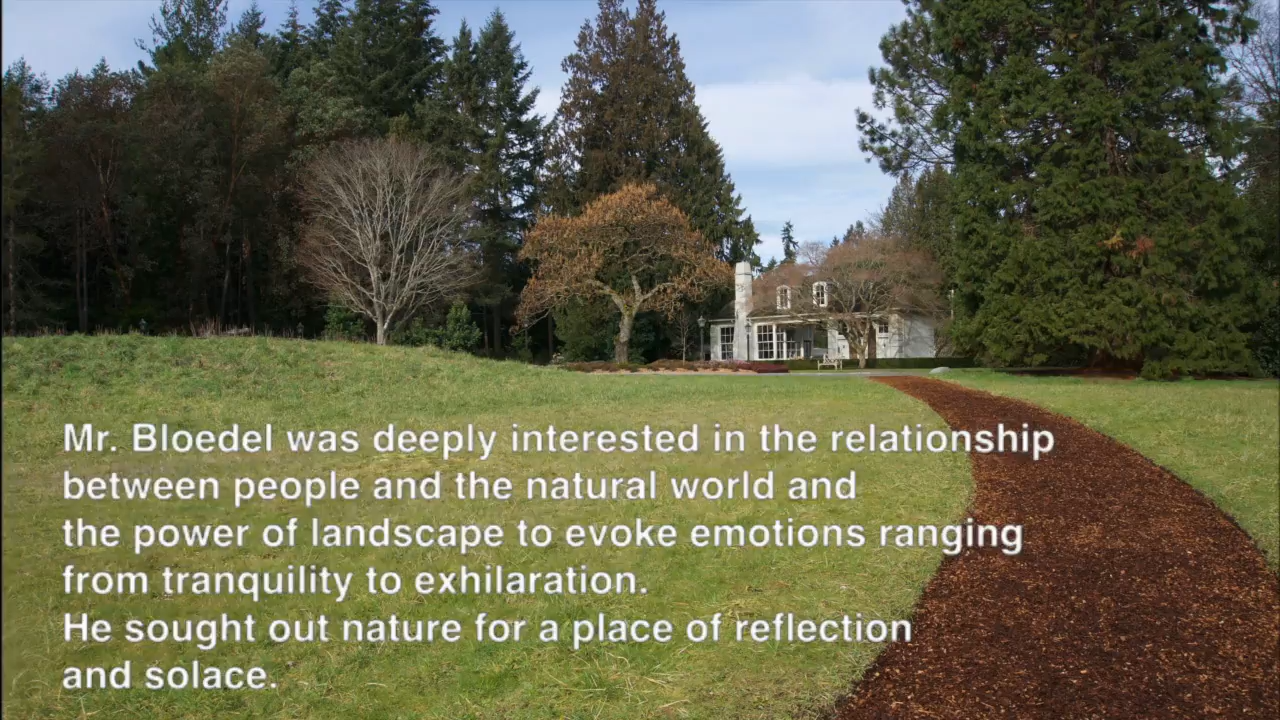 Mr. Bloedel was deeply interested in the relationship
between people and the natural world and
the power of landscape to evoke emotions ranging
from tranquility to exhilaration.
He sought out nature for a place of reflection
and solace.